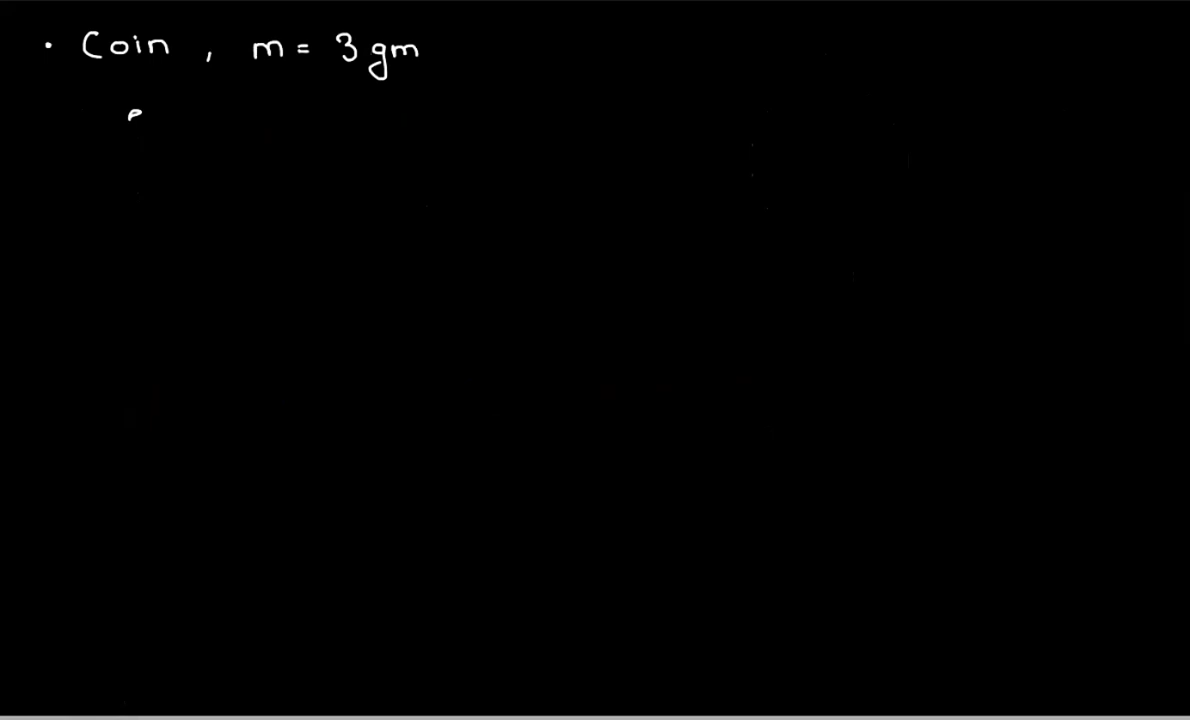 • Coin , m = 3 gm